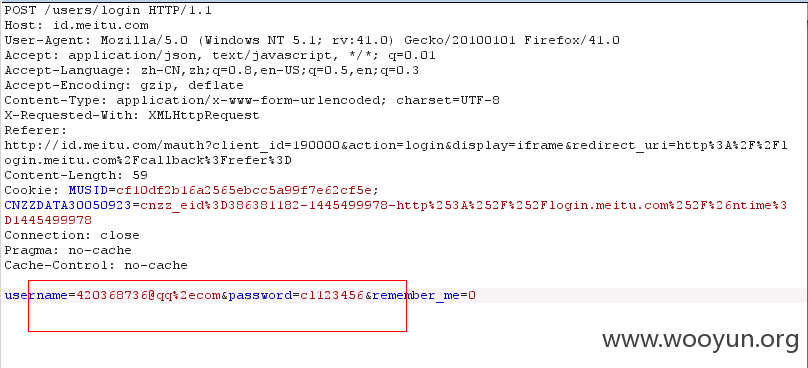 POST /users/login HTTP/1.1
Host: id.meitu.com
User-Agent: Mozilla/5.0 (Windows NT 5.1; rv:41.0) Gecko/20100101 Firefox/41.0
Accept: application/json, text/javascript, */*; q=0.01
Accept-Language: zh-CN,zh;q=0.8,en-US;q=0.5,en;q=0.3
Accept-Encoding: gzip, deflate
Content-Type: application/x-www-form-urlencoded; charset=UTF-8
X-Requested-With: XMLHttpRequest
Referer:
http://id.meitu.com/mauth?client_id=190000&action=login&display=iframe&redirect_uri=http%3A%2F%2Fl
ogin.meitu.com%2Fcallback%3Frefer%3D
Content-Length: 59
Cookie: MUSID=cf10df2b16a2565ebcc5a99f7e62cf5e;
CNZZDATA30050923=cnzz_eid%3D386381182-1445499978-http%253A%252F%252Flogin.meitu.com%252F%26ntime%3
D1445499978
Connection: close
Pragma: no-cache
Cache-Control: no-cache
username=420368736@qq%2ecom&password=cl123456&remember_me=0
www.wooyun.org